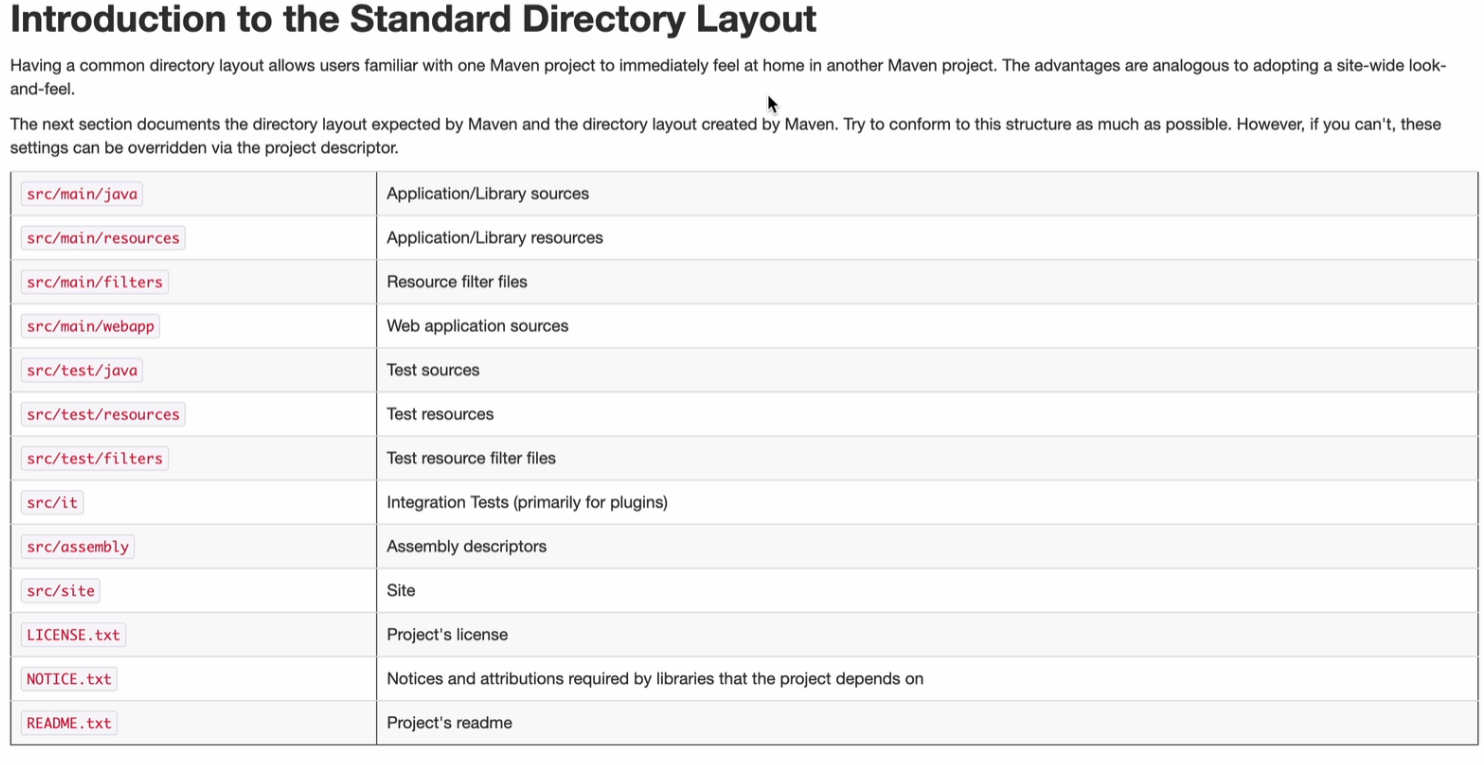 Introduction to the Standard Directory Layout
Having a common directory layout allows users familiar with one Maven project to immediately feel at home in another Maven project. The advantages are analogous to adopting a site-wide look-
and-feel.
The next section documents the directory layout expected by Maven and the directory layout created by Maven. Try to conform to this structure as much as possible. However, if you can't, these
settings can be overridden via the project descriptor.
src/main/java Application/Library sources
src/main/resources Application/Library resources
src/main/filters Resource filter files
src/main/webapp Web application sources
src/test/java Test sources
src/test/resources Test resources
src/test/filters Test resource filter files
src/it Integration Tests (primarily for plugins)
src/assembly Assembly descriptors
src/site Site
LICENSE.txt Project's license
NOTICE.txt Notices and attributions required by libraries that the project depends on
README.txt Project's readme